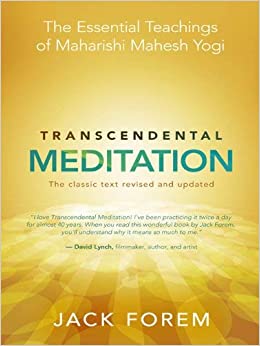 The Essential Teachings
of Maharishi Mahesh Yogi
TRANSCENDENTAL
MEDITATION
The classic text revised and updated
"I love Transcendental Meditation! I've been practicing it twice a day
for almost 40 years. When you read this wonderful book by Jack Forem,
you'll understand why it means so much to me."
— David Lynch, filmmaker, author, and artist
JACK FOREM